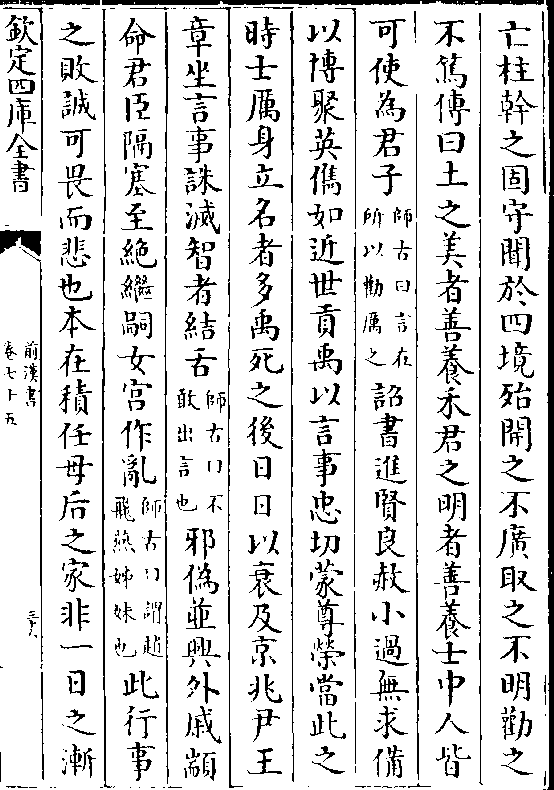 亡柱幹之固守聞於四境殆開之不廣取之不明勸之
不篤傳曰土之美者善養禾君之明者善養士中人皆
可使為君子師古曰言在所以勸厲之詔書進賢良赦小過無求備
以博聚英儁如近世貢禹以言事忠切蒙尊榮當此之
時士厲身立名者多禹死之後日日以衰及京兆尹王
章坐言事誅滅智者結舌師古曰不敢出言也邪偽並興外戚顓
命君臣隔塞至絶繼嗣女宫作亂師古曰謂趙飛燕姊妹也此行事
之敗誠可畏而悲也本在積任母后之家非一日之漸
欽定四庫全書
前漢書
卷七十五
三六